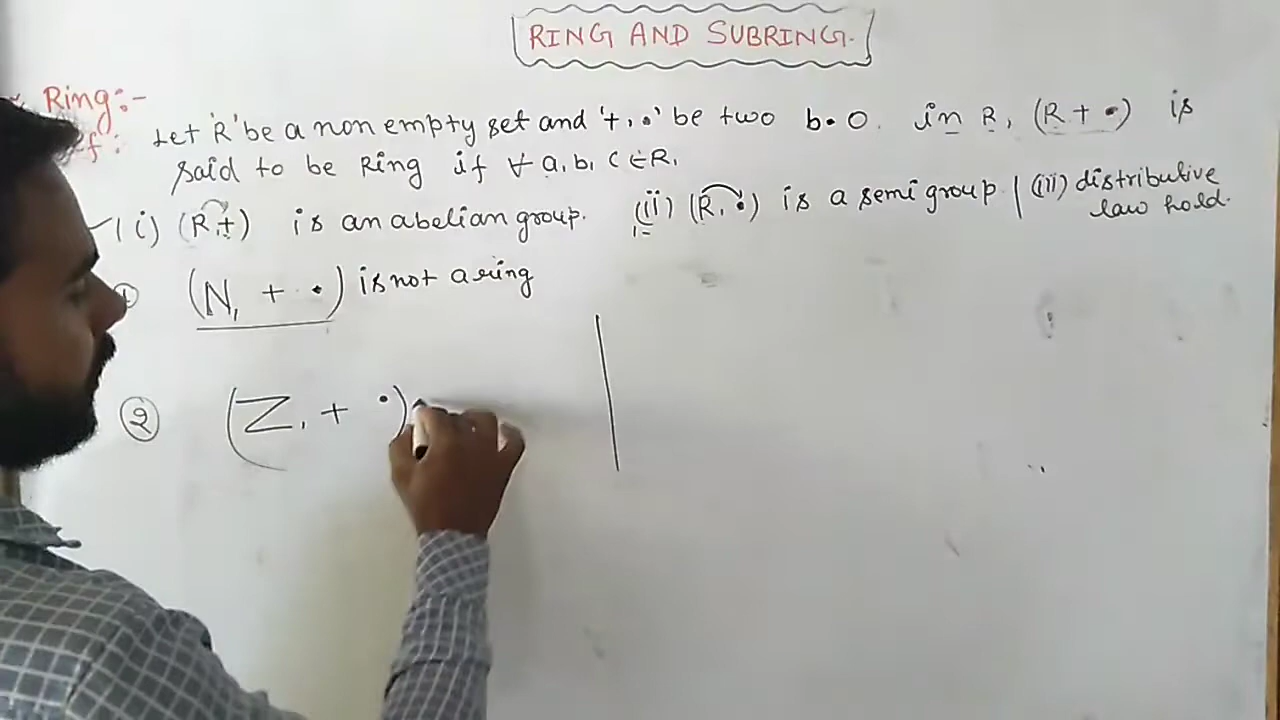 RING AND SUBRING.
Ring:-
Let 'R' be a non empty set and '+, •' be two b•o. in R, (R + •) is
said to be Ring if ∀ a, b, c ∈ R,
(i) (R, +) is an abelian group. (ii) (R, •) is a semi group | (iii) distributive
law hold.
(N, + •) is not a ring
② (Z, + •)